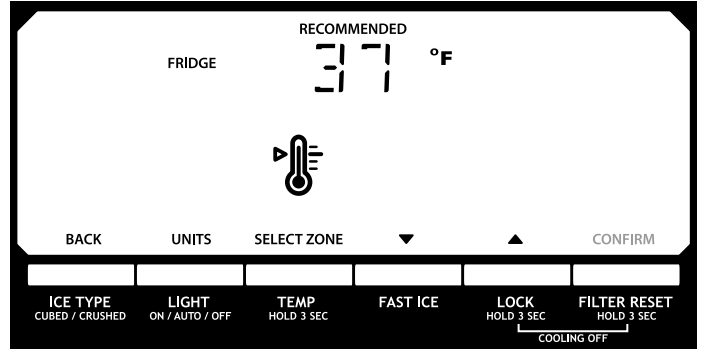 RECOMMENDED
FRIDGE 37 °F
BACK UNITS SELECT ZONE ▼ ▲ CONFIRM
ICE TYPE LIGHT TEMP FAST ICE LOCK FILTER RESET
CUBED / CRUSHED ON / AUTO / OFF HOLD 3 SEC HOLD 3 SEC HOLD 3 SEC
COOLING OFF